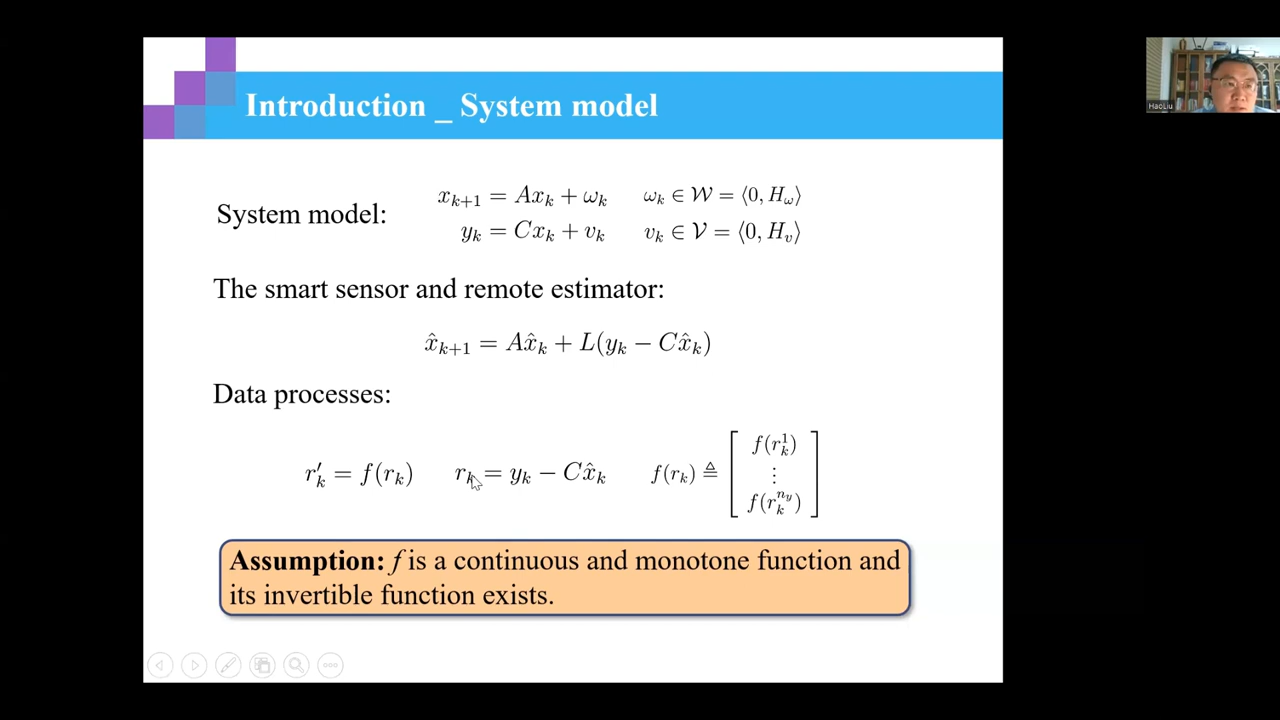 Introduction _ System model
HaoLiu
System model:
x_{k+1} = Ax_k + ω_k ω_k ∈ 𝒲 = ⟨0, H_ω⟩
y_k = Cx_k + v_k v_k ∈ 𝒱 = ⟨0, H_v⟩
The smart sensor and remote estimator:
x̂_{k+1} = Ax̂_k + L(y_k − Cx̂_k)
Data processes:
r′_k = f(r_k) r_k = y_k − Cx̂_k f(r_k) ≜ [ f(r_k^1) ⋮ f(r_k^{n_y}) ]
Assumption: f is a continuous and monotone function and
its invertible function exists.